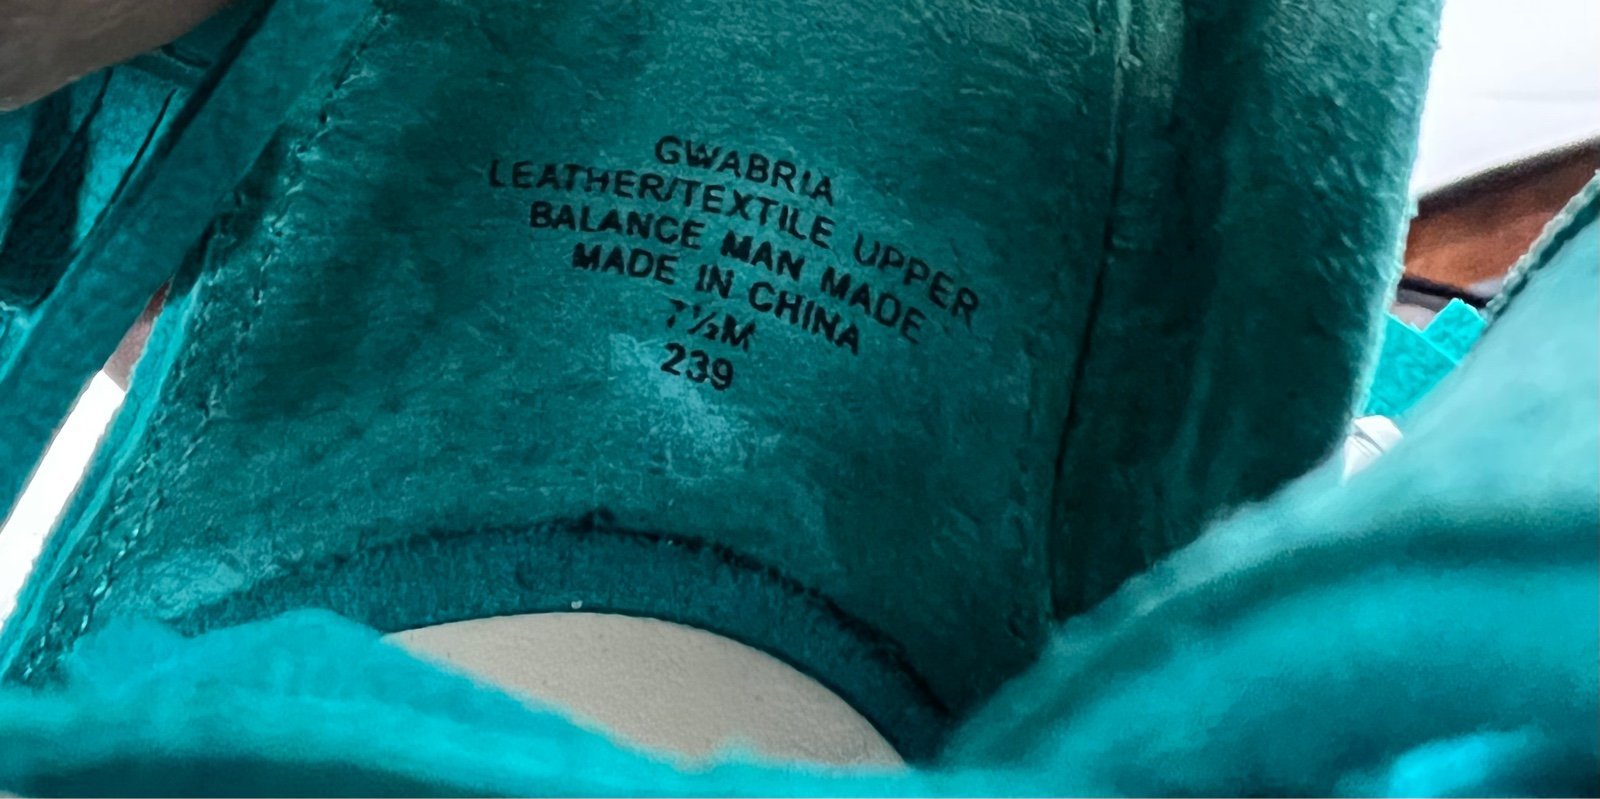 GWABRIA
LEATHER/TEXTILE UPPER
BALANCE MAN MADE
MADE IN CHINA
7½M
239